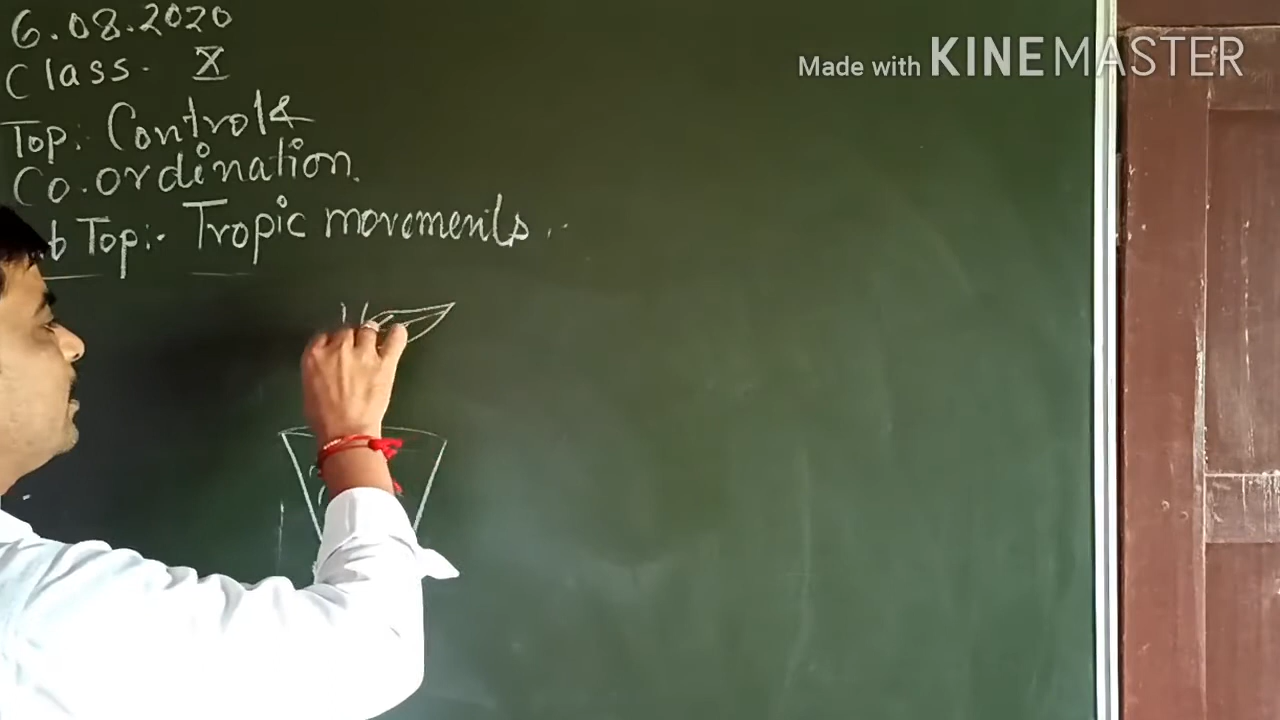 6.08.2020
Class- X
Top:- Control &
Co-ordination.
Top:- Tropic movements.
Made with KINEMASTER